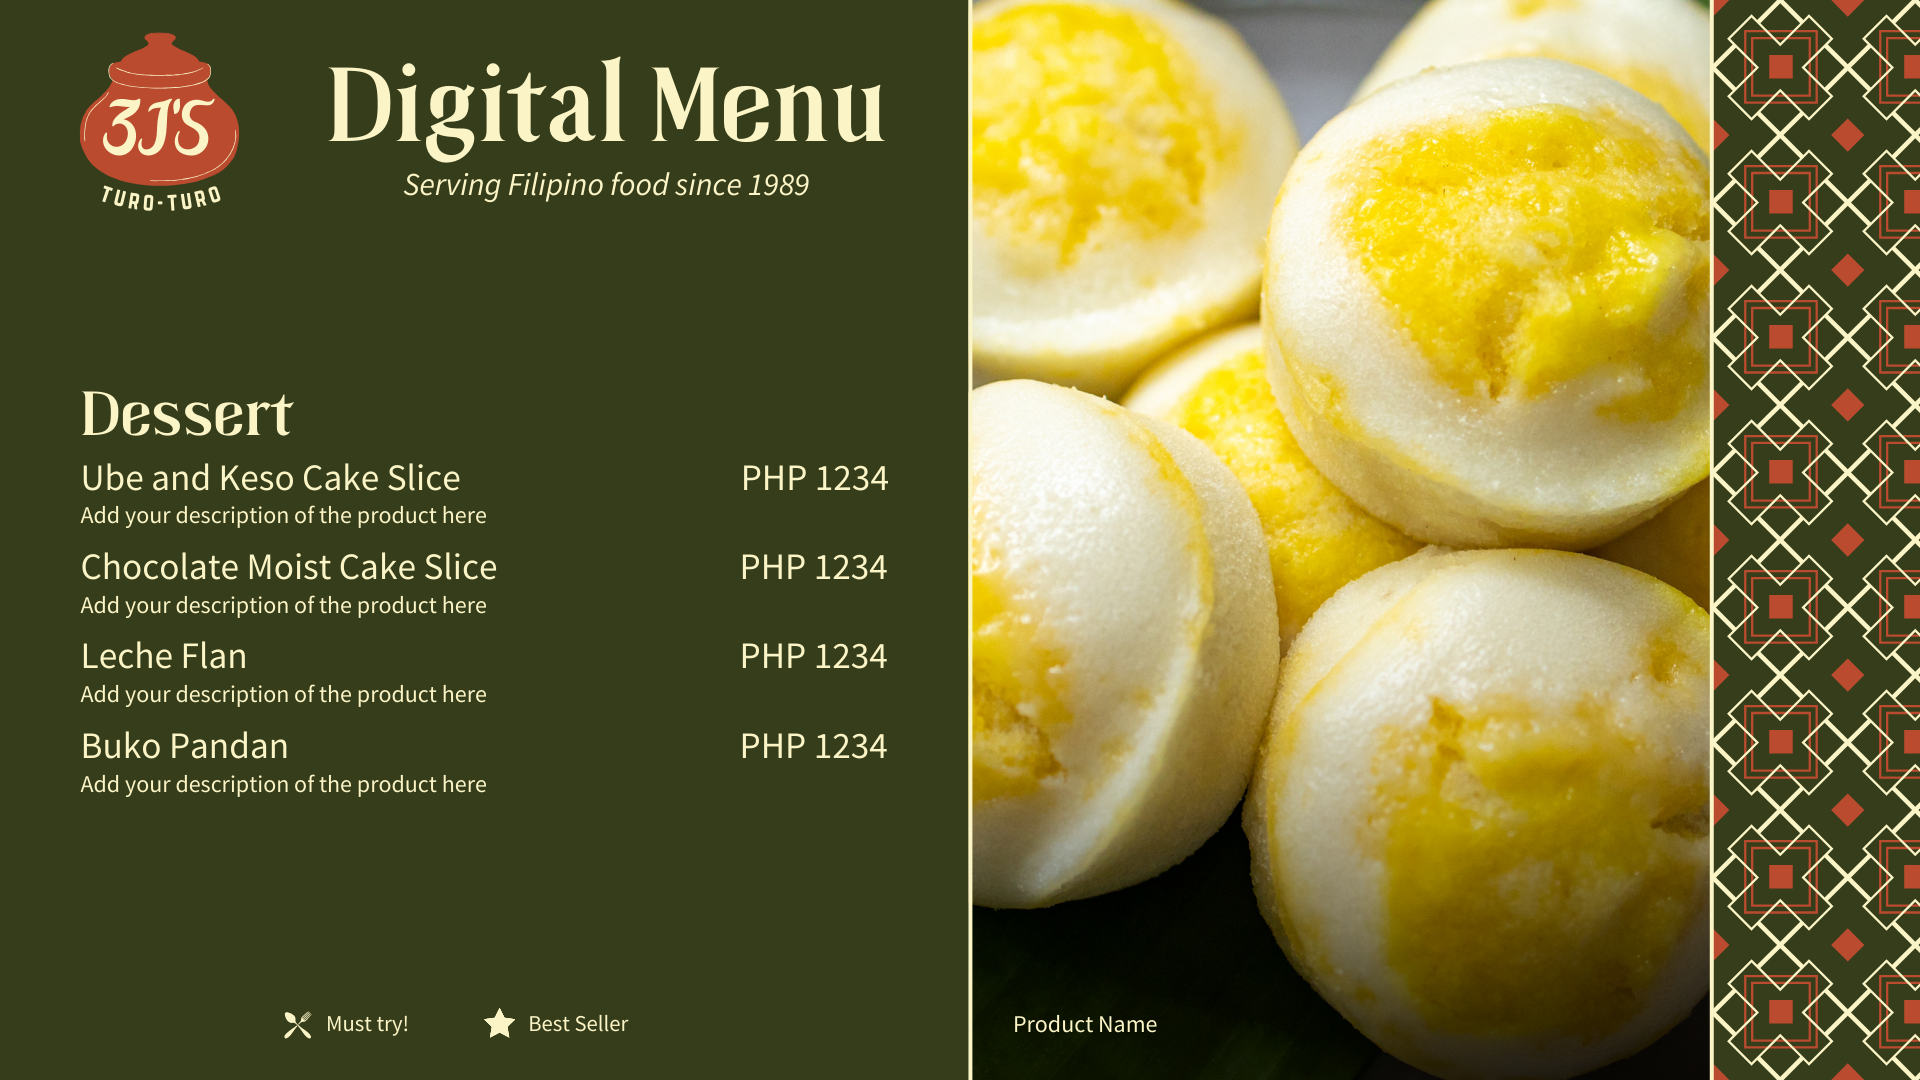 3J'S
TURO-TURO
Digital Menu
Serving Filipino food since 1989
Dessert
Ube and Keso Cake Slice PHP 1234
Add your description of the product here
Chocolate Moist Cake Slice PHP 1234
Add your description of the product here
Leche Flan PHP 1234
Add your description of the product here
Buko Pandan PHP 1234
Add your description of the product here
Must try! Best Seller
Product Name